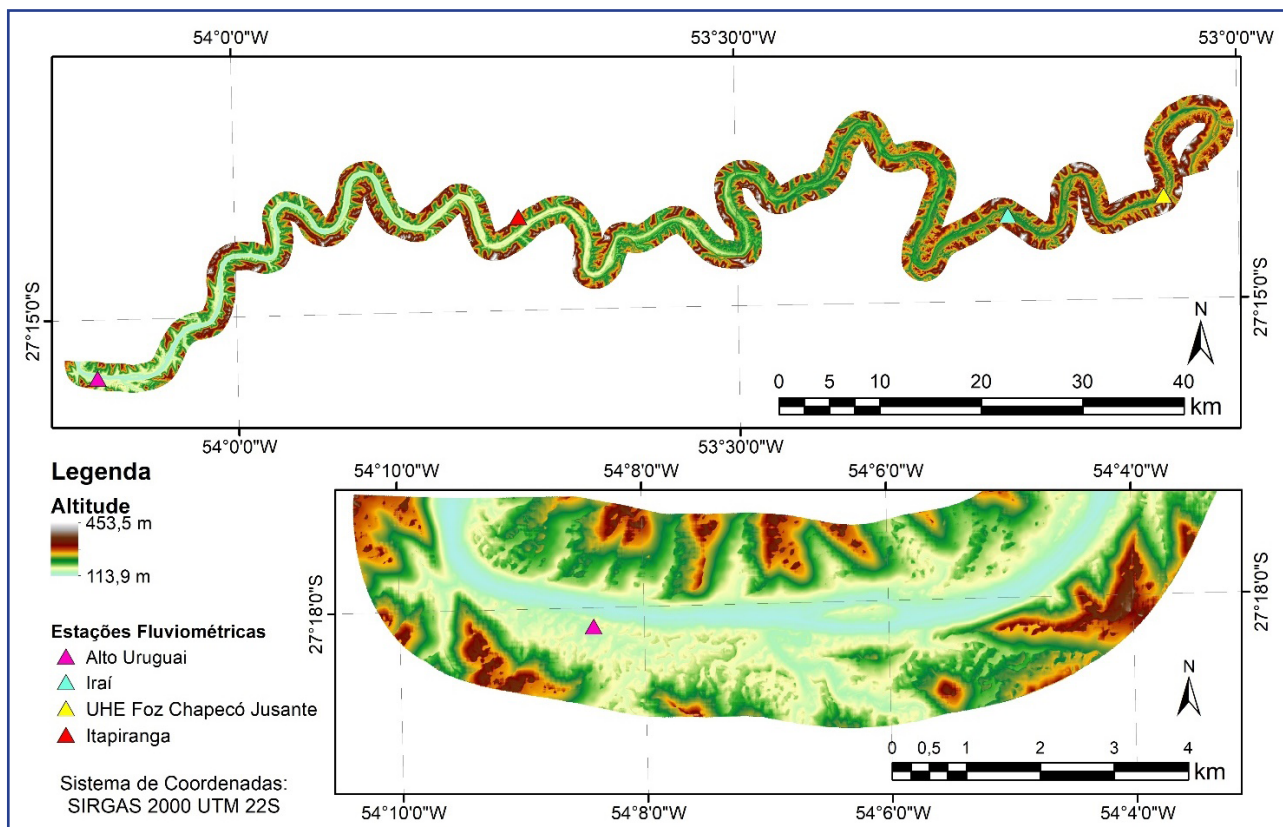 54°0'0"W
53°30'0"W
53°0'0"W
27°15'0"S
27°15'0"S
N
0 5 10 20 30 40
km
54°0'0"W
53°30'0"W
Legenda
Altitude
453,5 m
113,9 m
Estações Fluviométricas
Alto Uruguai
Iraí
UHE Foz Chapecó Jusante
Itapiranga
Sistema de Coordenadas:
SIRGAS 2000 UTM 22S
54°10'0"W
54°8'0"W
54°6'0"W
54°4'0"W
27°18'0"S
27°18'0"S
N
0 0,5 1 2 3 4
km
54°10'0"W
54°8'0"W
54°6'0"W
54°4'0"W